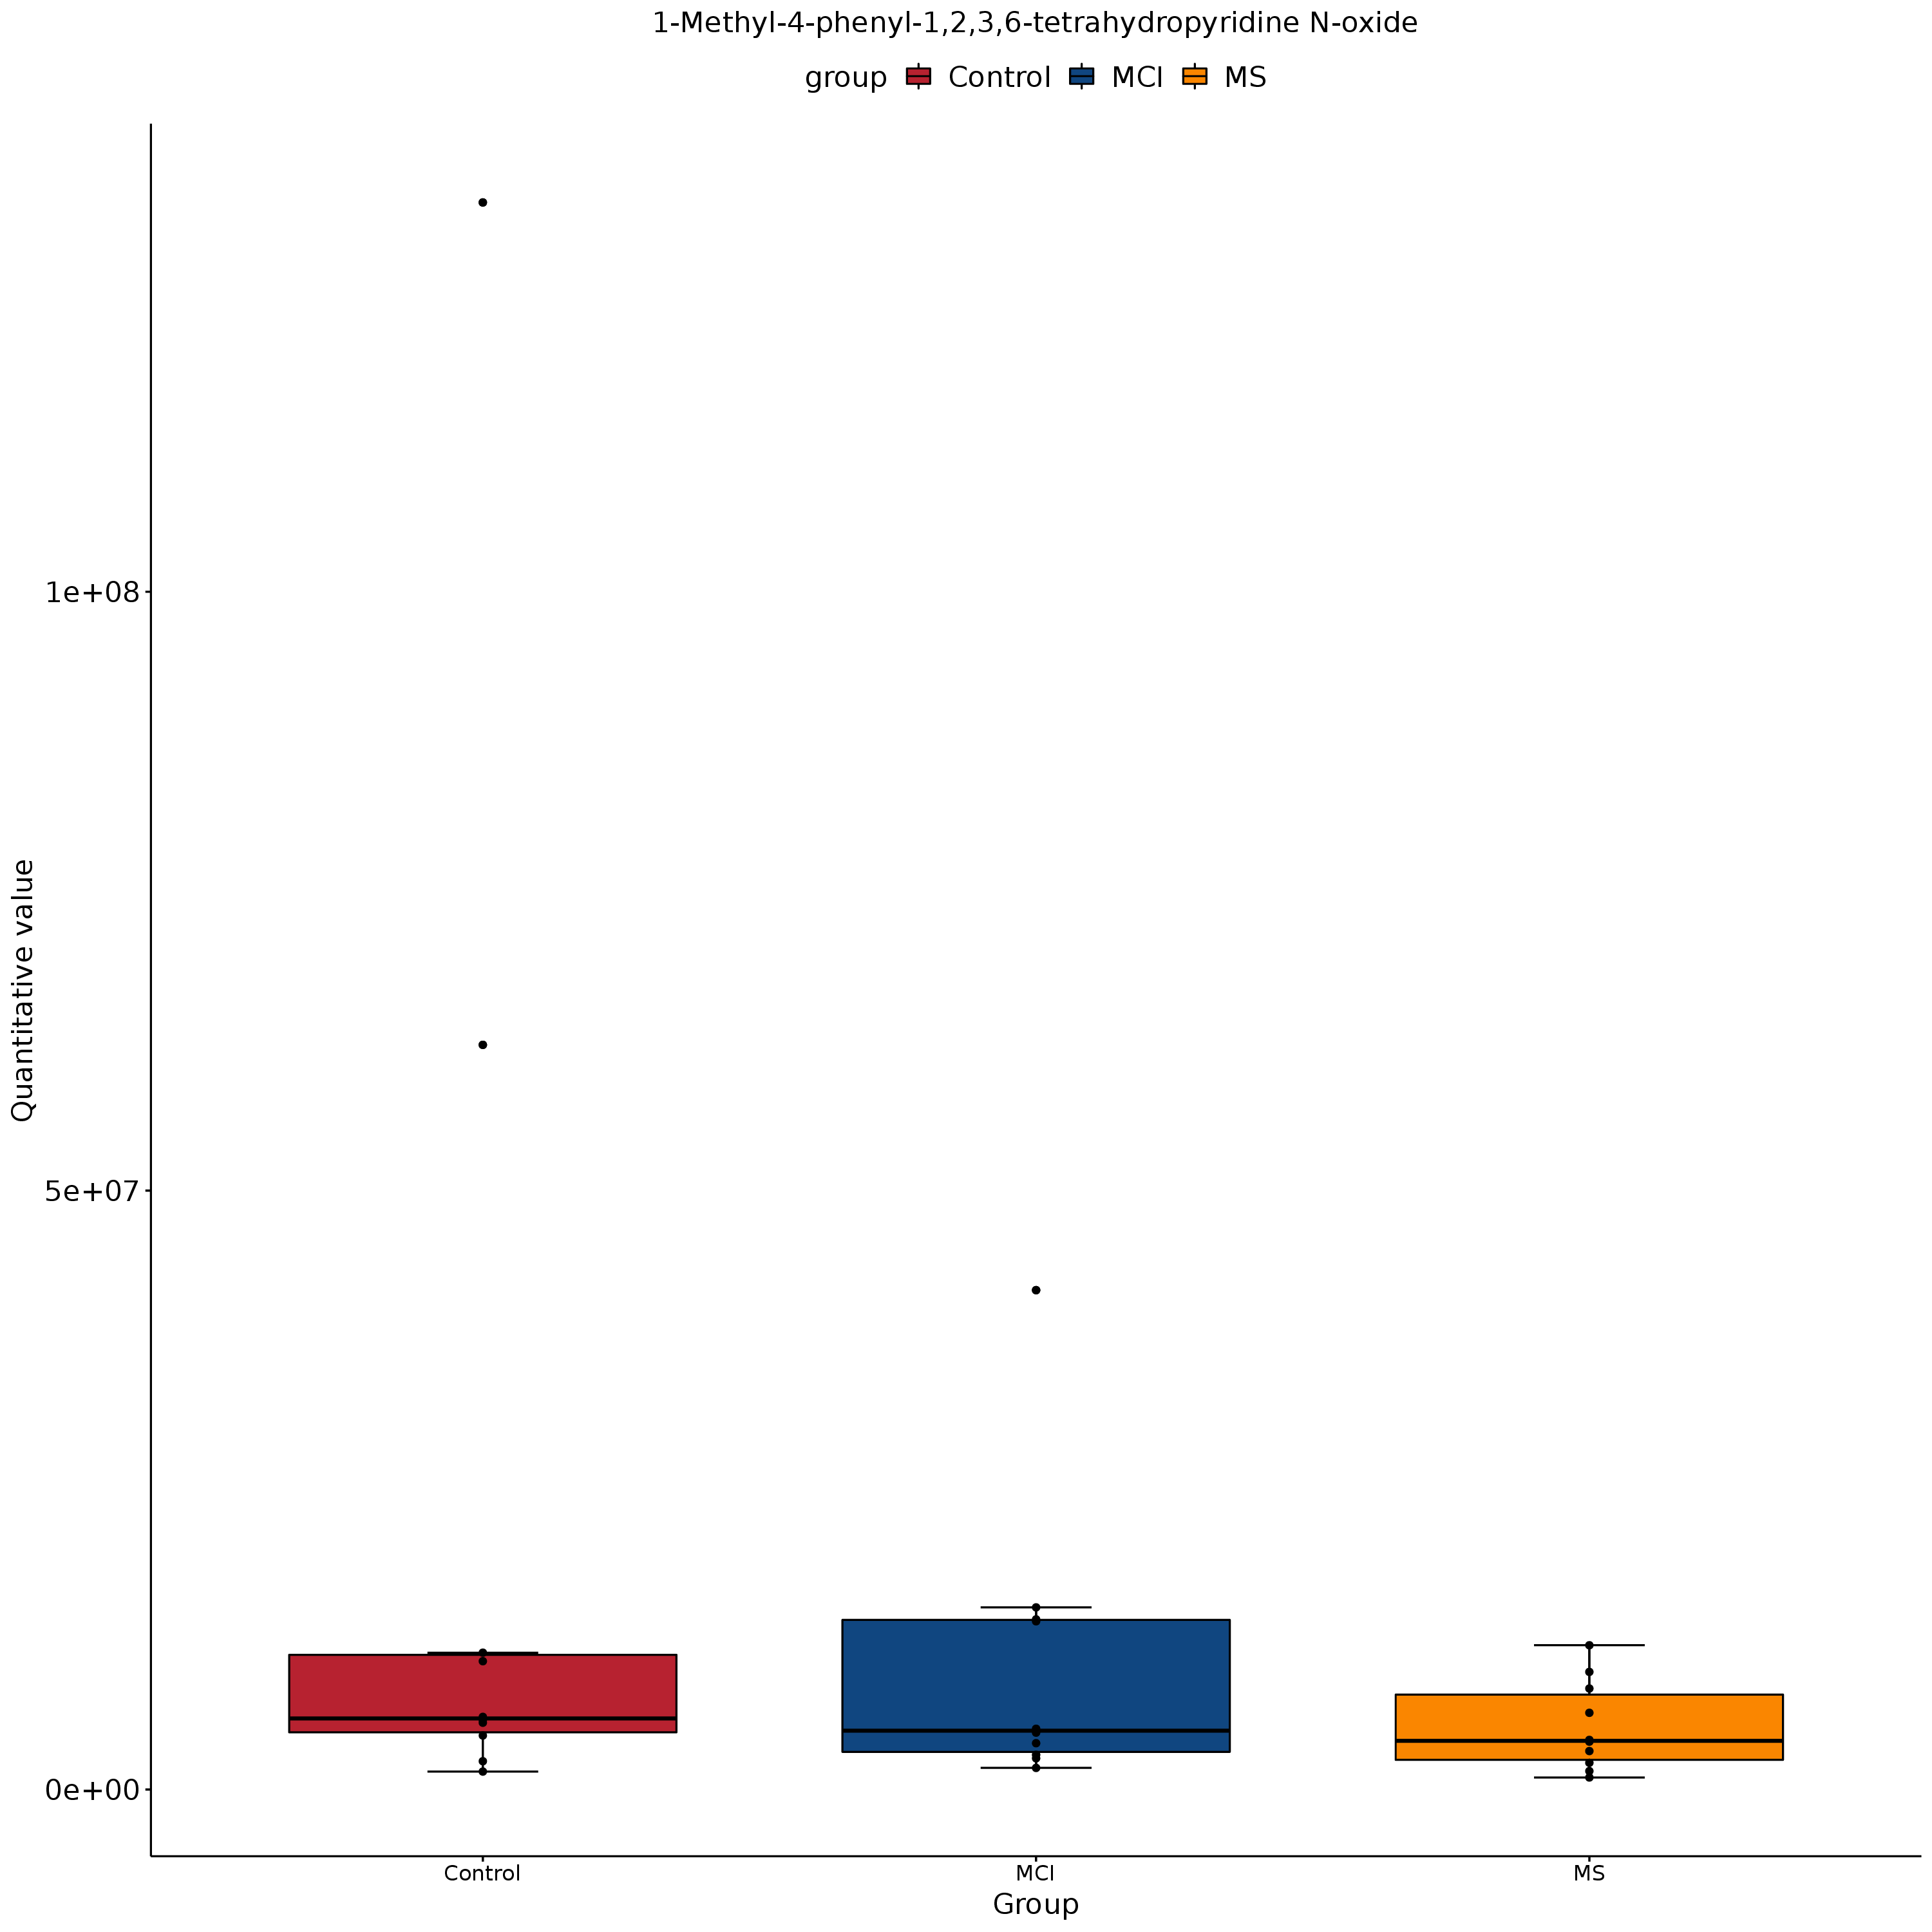 1-Methyl-4-phenyl-1,2,3,6-tetrahydropyridine N-oxide
group Control MCI MS
Quantitative value
1e+08
5e+07
0e+00
Control MCI MS
Group